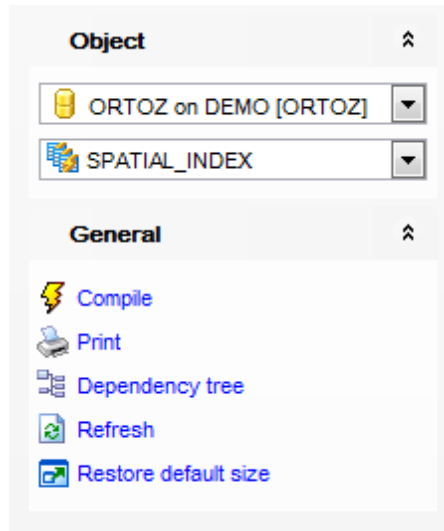 Object
ORTOZ on DEMO [ORTOZ]
SPATIAL_INDEX
General
Compile
Print
Dependency tree
Refresh
Restore default size